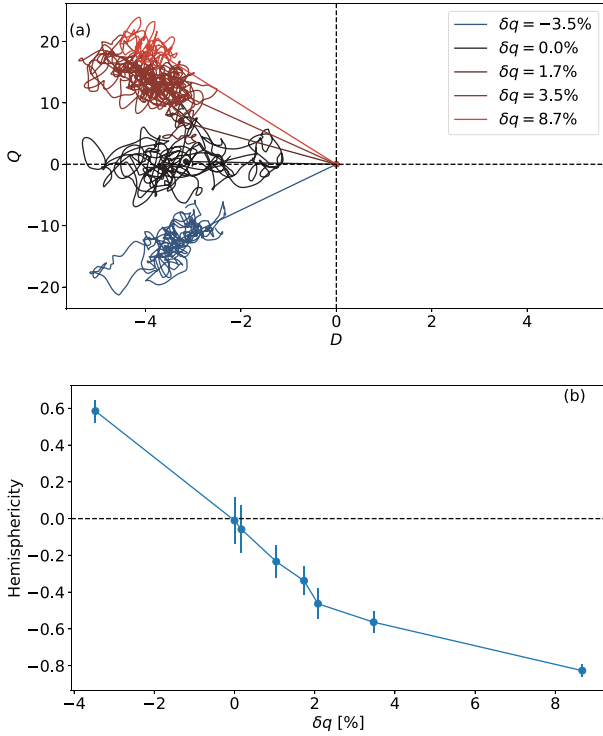 (a)
δq = −3.5%
δq = 0.0%
δq = 1.7%
δq = 3.5%
δq = 8.7%
20
10
0
−10
−20
Q
−4 −2 0 2 4
D
(b)
0.6
0.4
0.2
0.0
−0.2
−0.4
−0.6
−0.8
Hemisphericity
−4 −2 0 2 4 6 8
δq [%]